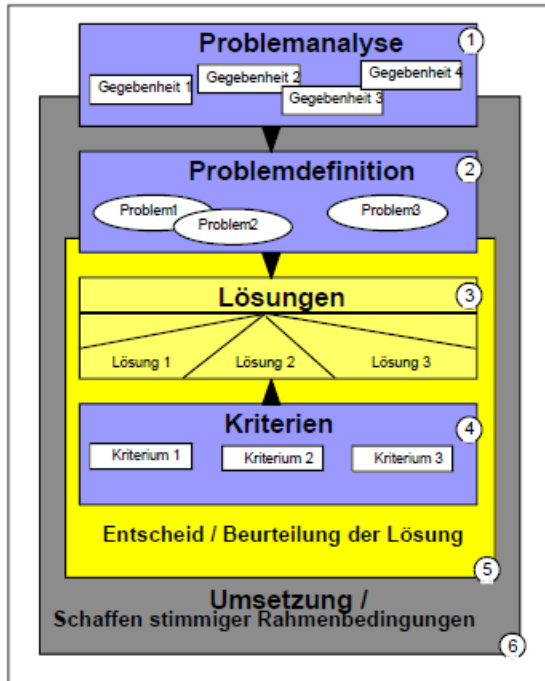 Problemanalyse
1
Gegebenheit 1
Gegebenheit 2
Gegebenheit 3
Gegebenheit 4
Problemdefinition
2
Problem1
Problem2
Problem3
Lösungen
3
Lösung 1
Lösung 2
Lösung 3
Kriterien
4
Kriterium 1
Kriterium 2
Kriterium 3
Entscheid / Beurteilung der Lösung
5
Umsetzung /
Schaffen stimmiger Rahmenbedingungen
6